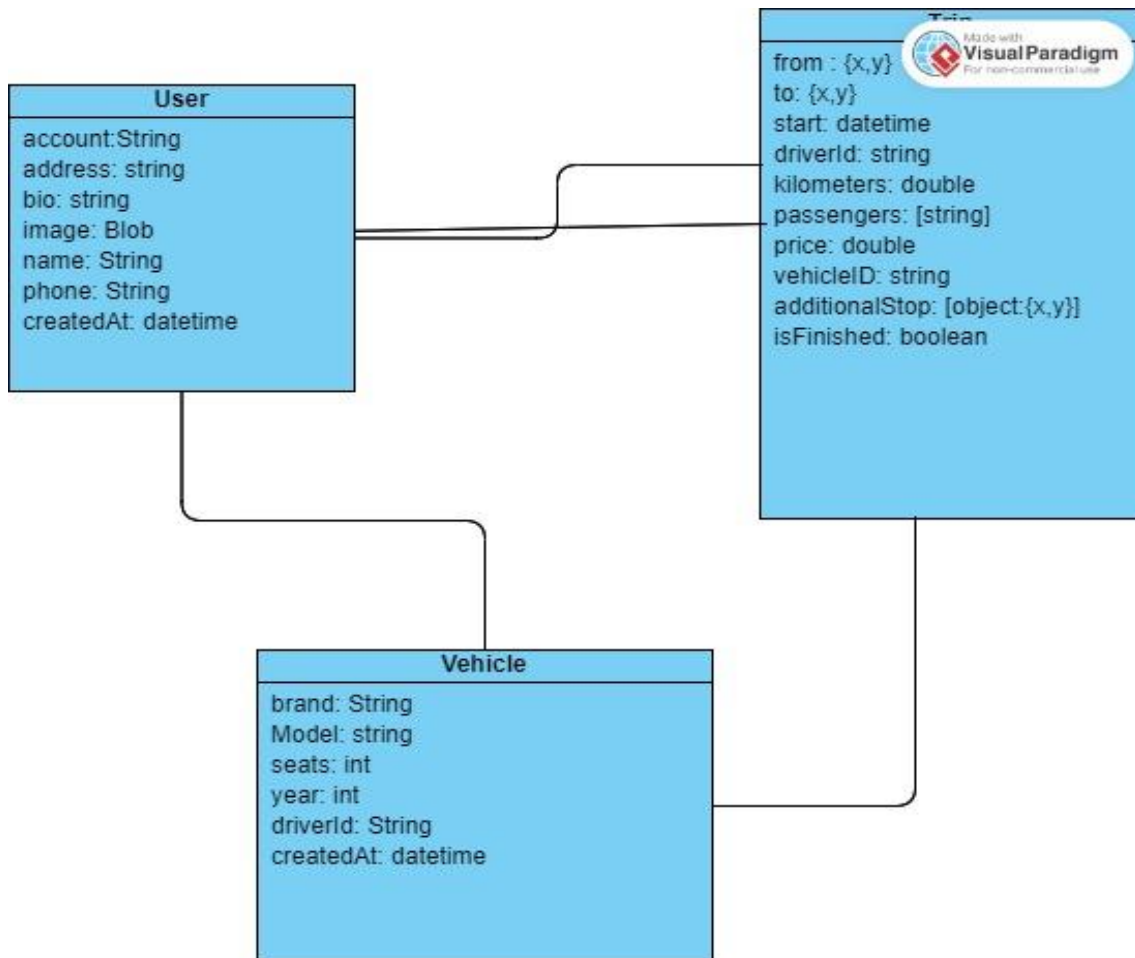 User
account:String
address: string
bio: string
image: Blob
name: String
phone: String
createdAt: datetime
Trip
Made with
Visual Paradigm
For non-commercial use
from : {x,y}
to: {x,y}
start: datetime
driverId: string
kilometers: double
passengers: [string]
price: double
vehicleID: string
additionalStop: [object:{x,y}]
isFinished: boolean
Vehicle
brand: String
Model: string
seats: int
year: int
driverId: String
createdAt: datetime